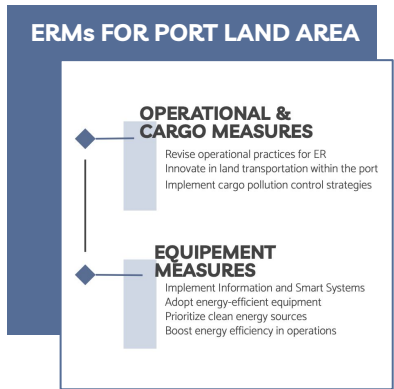 ERMs FOR PORT LAND AREA
OPERATIONAL &
CARGO MEASURES
Revise operational practices for ER
Innovate in land transportation within the port
Implement cargo pollution control strategies
EQUIPEMENT
MEASURES
Implement Information and Smart Systems
Adopt energy-efficient equipment
Prioritize clean energy sources
Boost energy efficiency in operations